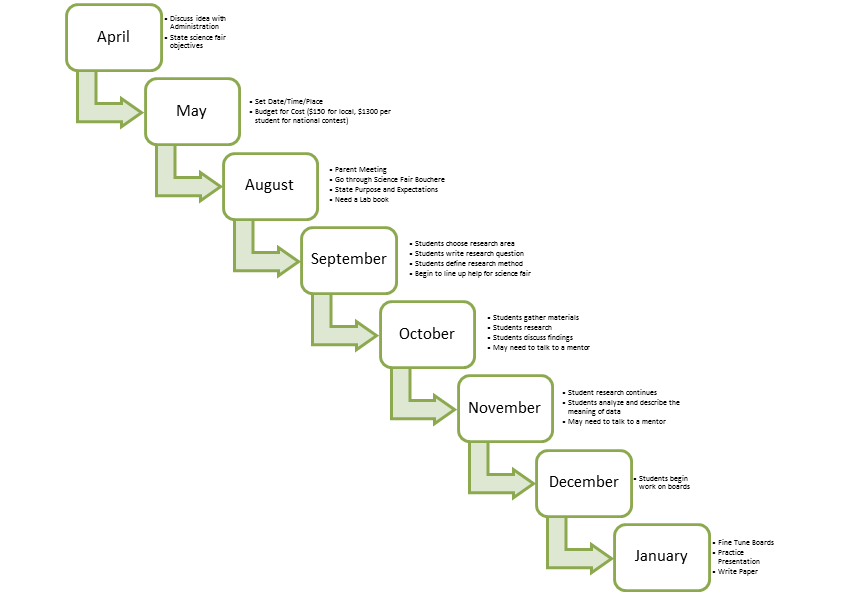 April
• Discuss idea with
Administration
• State science fair
objectives
May
• Set Date/Time/Place
• Budget for Cost ($150 for local, $1300 per
student for national contest)
August
• Parent Meeting
• Go through Science Fair Bouchere
• State Purpose and Expectations
• Need a Lab book
September
• Students choose research area
• Students write research question
• Students define research method
• Begin to line up help for science fair
October
• Students gather materials
• Students research
• Students discuss findings
• May need to talk to a mentor
November
• Student research continues
• Students analyze and describe the
meaning of data
• May need to talk to a mentor
December
• Students begin
work on boards
January
• Fine Tune Boards
• Practice
Presentation
• Write Paper